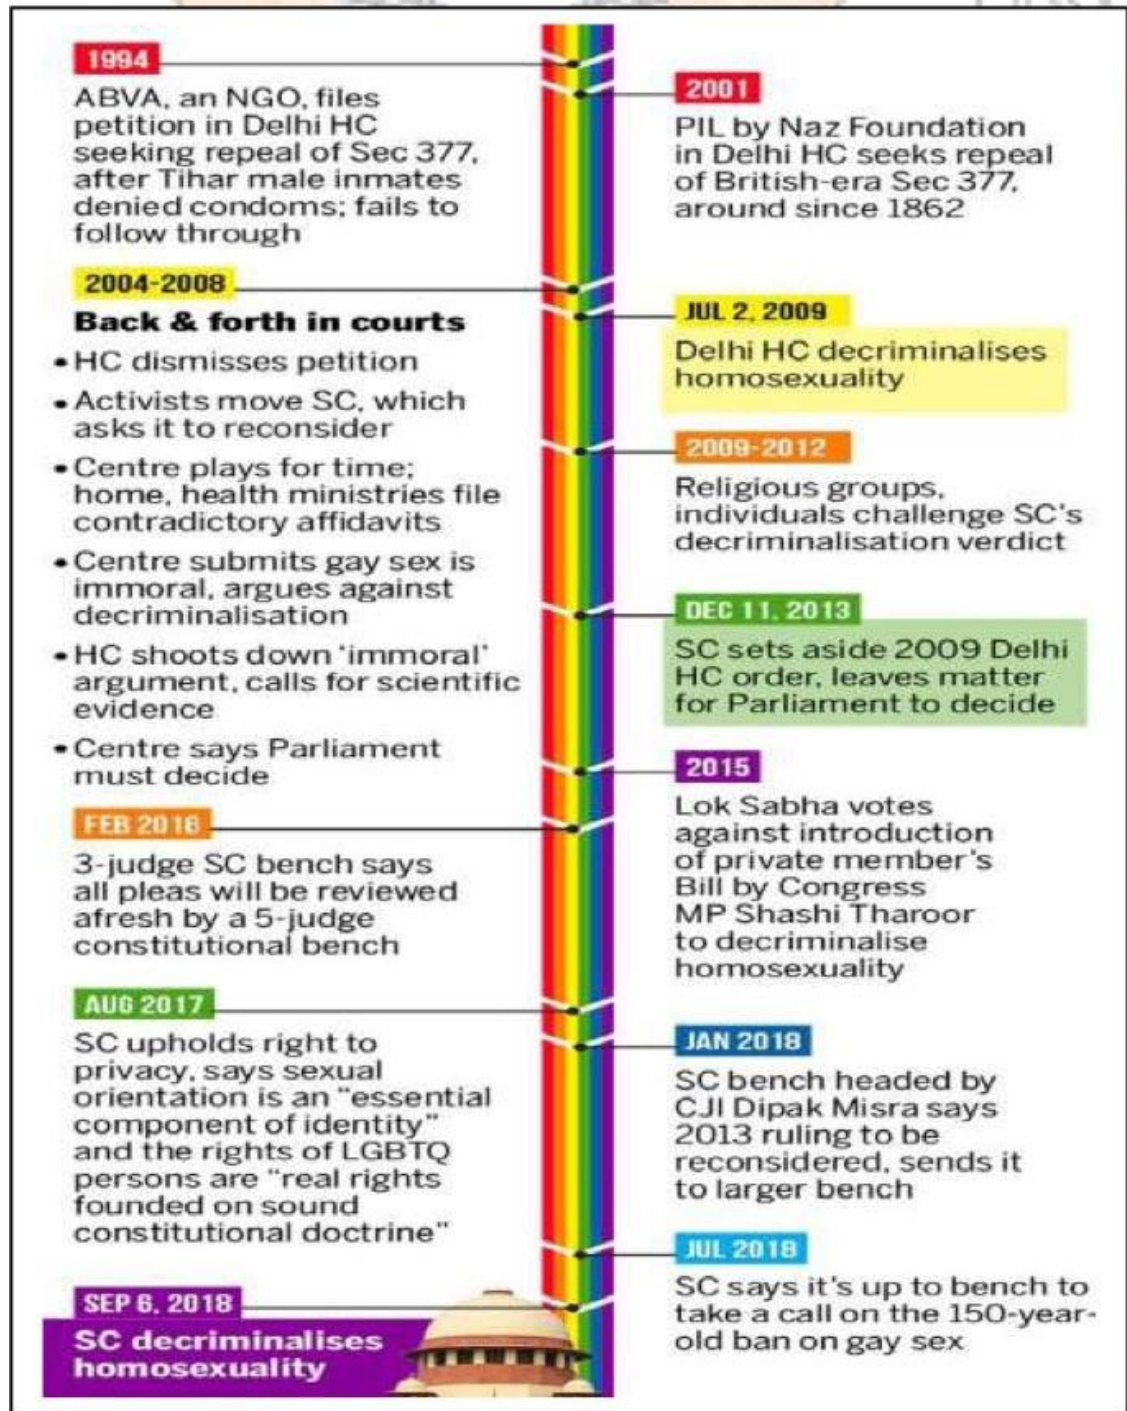 1994
ABVA, an NGO, files
petition in Delhi HC
seeking repeal of Sec 377,
after Tihar male inmates
denied condoms; fails to
follow through
2001
PIL by Naz Foundation
in Delhi HC seeks repeal
of British-era Sec 377,
around since 1862
2004-2008
Back & forth in courts
• HC dismisses petition
• Activists move SC, which
asks it to reconsider
• Centre plays for time;
home, health ministries file
contradictory affidavits
• Centre submits gay sex is
immoral, argues against
decriminalisation
• HC shoots down 'immoral'
argument, calls for scientific
evidence
• Centre says Parliament
must decide
JUL 2, 2009
Delhi HC decriminalises
homosexuality
2009-2012
Religious groups,
individuals challenge SC's
decriminalisation verdict
DEC 11, 2013
SC sets aside 2009 Delhi
HC order, leaves matter
for Parliament to decide
2015
Lok Sabha votes
against introduction
of private member's
Bill by Congress
MP Shashi Tharoor
to decriminalise
homosexuality
FEB 2016
3-judge SC bench says
all pleas will be reviewed
afresh by a 5-judge
constitutional bench
AUG 2017
SC upholds right to
privacy, says sexual
orientation is an "essential
component of identity"
and the rights of LGBTQ
persons are "real rights
founded on sound
constitutional doctrine"
JAN 2018
SC bench headed by
CJI Dipak Misra says
2013 ruling to be
reconsidered, sends it
to larger bench
JUL 2018
SC says it's up to bench to
take a call on the 150-year-
old ban on gay sex
SEP 6, 2018
SC decriminalises
homosexuality